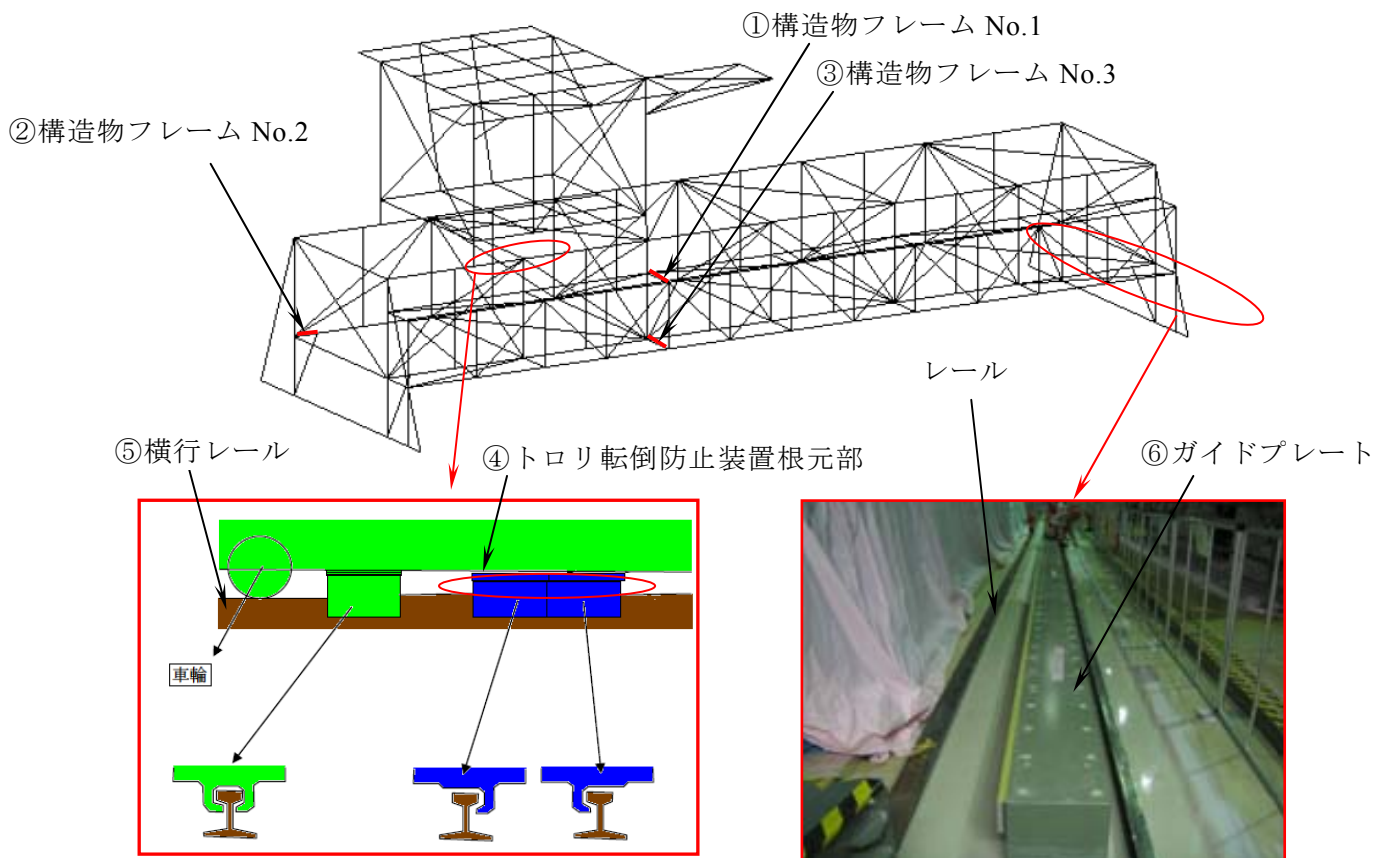 ①構造物フレーム No.1
③構造物フレーム No.3
②構造物フレーム No.2
レール
⑤横行レール
④トロリ転倒防止装置根元部
⑥ガイドプレート
車輪